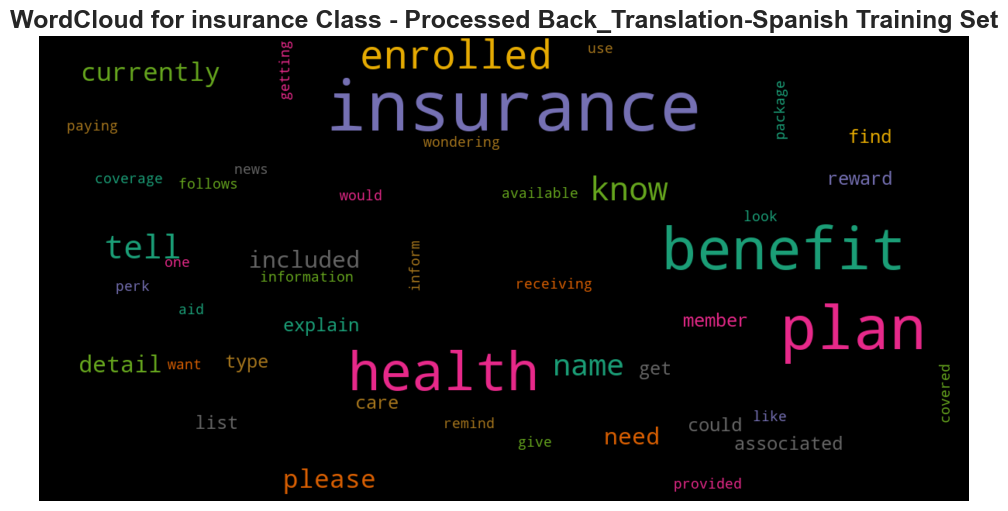 WordCloud for insurance Class - Processed Back_Translation-Spanish Training Set
currently
getting
enrolled
use
insurance
package
paying
wondering
find
coverage
follows
news
would
available
know
reward
look
tell
one
included
information
inform
benefit
perk
receiving
aid
explain
member
plan
detail
want
type
health
name
get
care
covered
list
remind
give
need
could
like
associated
please
provided